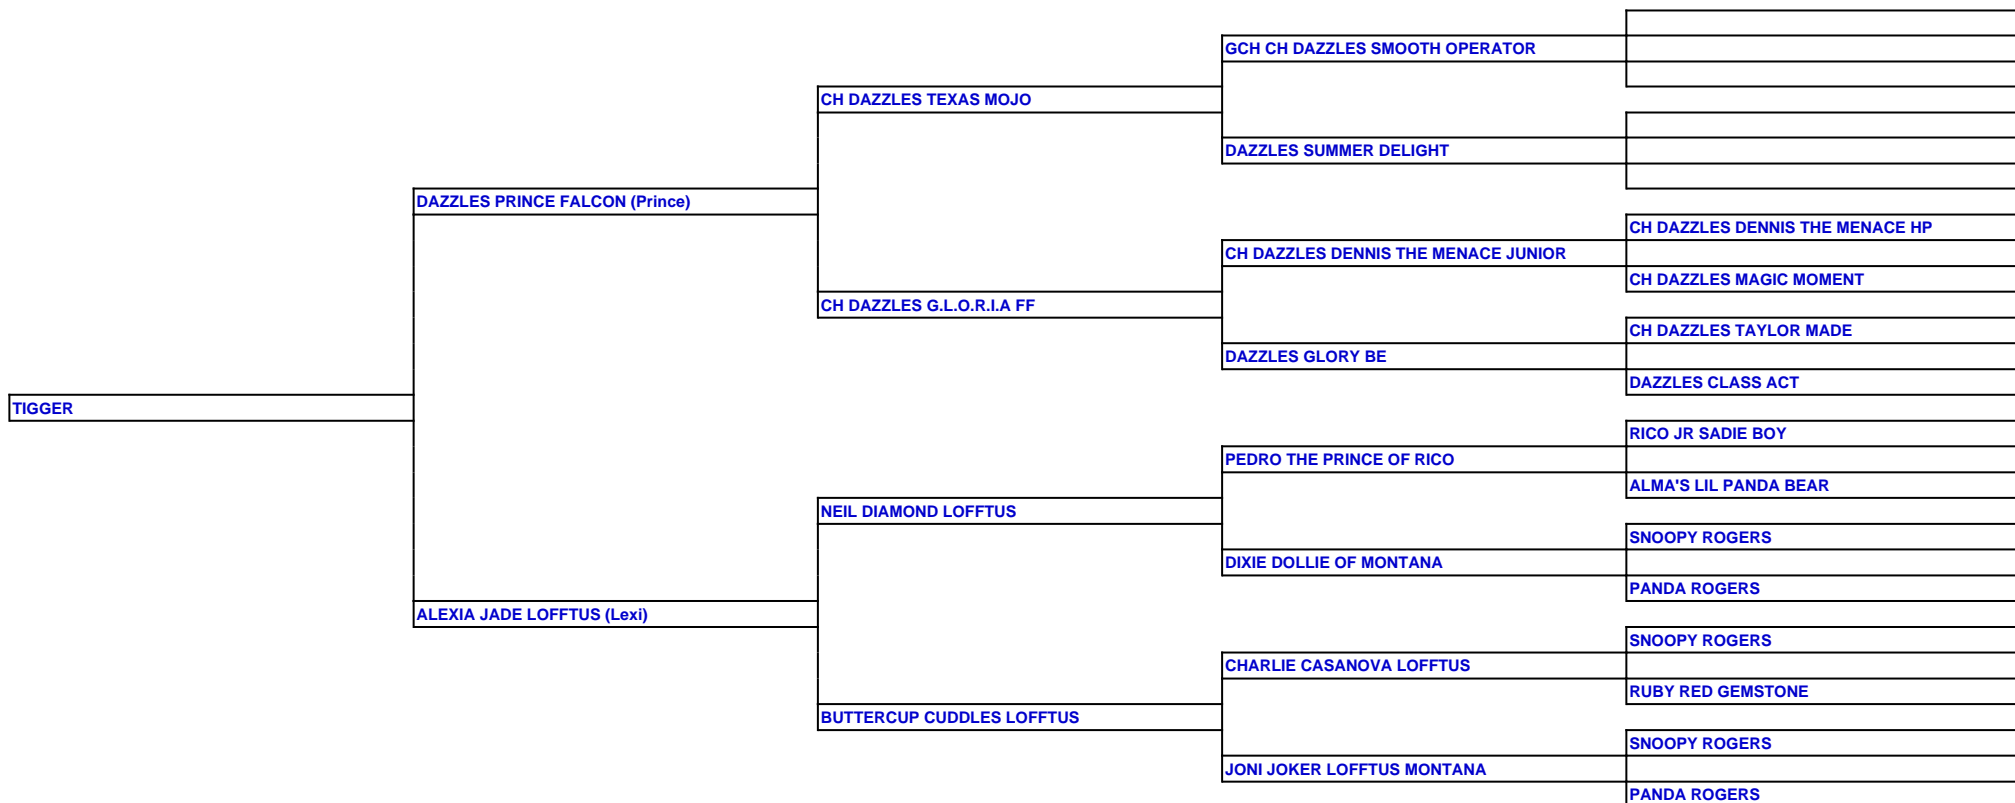 GCH CH DAZZLES SMOOTH OPERATOR
CH DAZZLES TEXAS MOJO
DAZZLES SUMMER DELIGHT
DAZZLES PRINCE FALCON (Prince)
CH DAZZLES DENNIS THE MENACE HP
CH DAZZLES DENNIS THE MENACE JUNIOR
CH DAZZLES MAGIC MOMENT
CH DAZZLES G.L.O.R.I.A FF
CH DAZZLES TAYLOR MADE
DAZZLES GLORY BE
DAZZLES CLASS ACT
TIGGER
RICO JR SADIE BOY
PEDRO THE PRINCE OF RICO
ALMA'S LIL PANDA BEAR
NEIL DIAMOND LOFFTUS
SNOOPY ROGERS
DIXIE DOLLIE OF MONTANA
PANDA ROGERS
ALEXIA JADE LOFFTUS (Lexi)
SNOOPY ROGERS
CHARLIE CASANOVA LOFFTUS
RUBY RED GEMSTONE
BUTTERCUP CUDDLES LOFFTUS
SNOOPY ROGERS
JONI JOKER LOFFTUS MONTANA
PANDA ROGERS